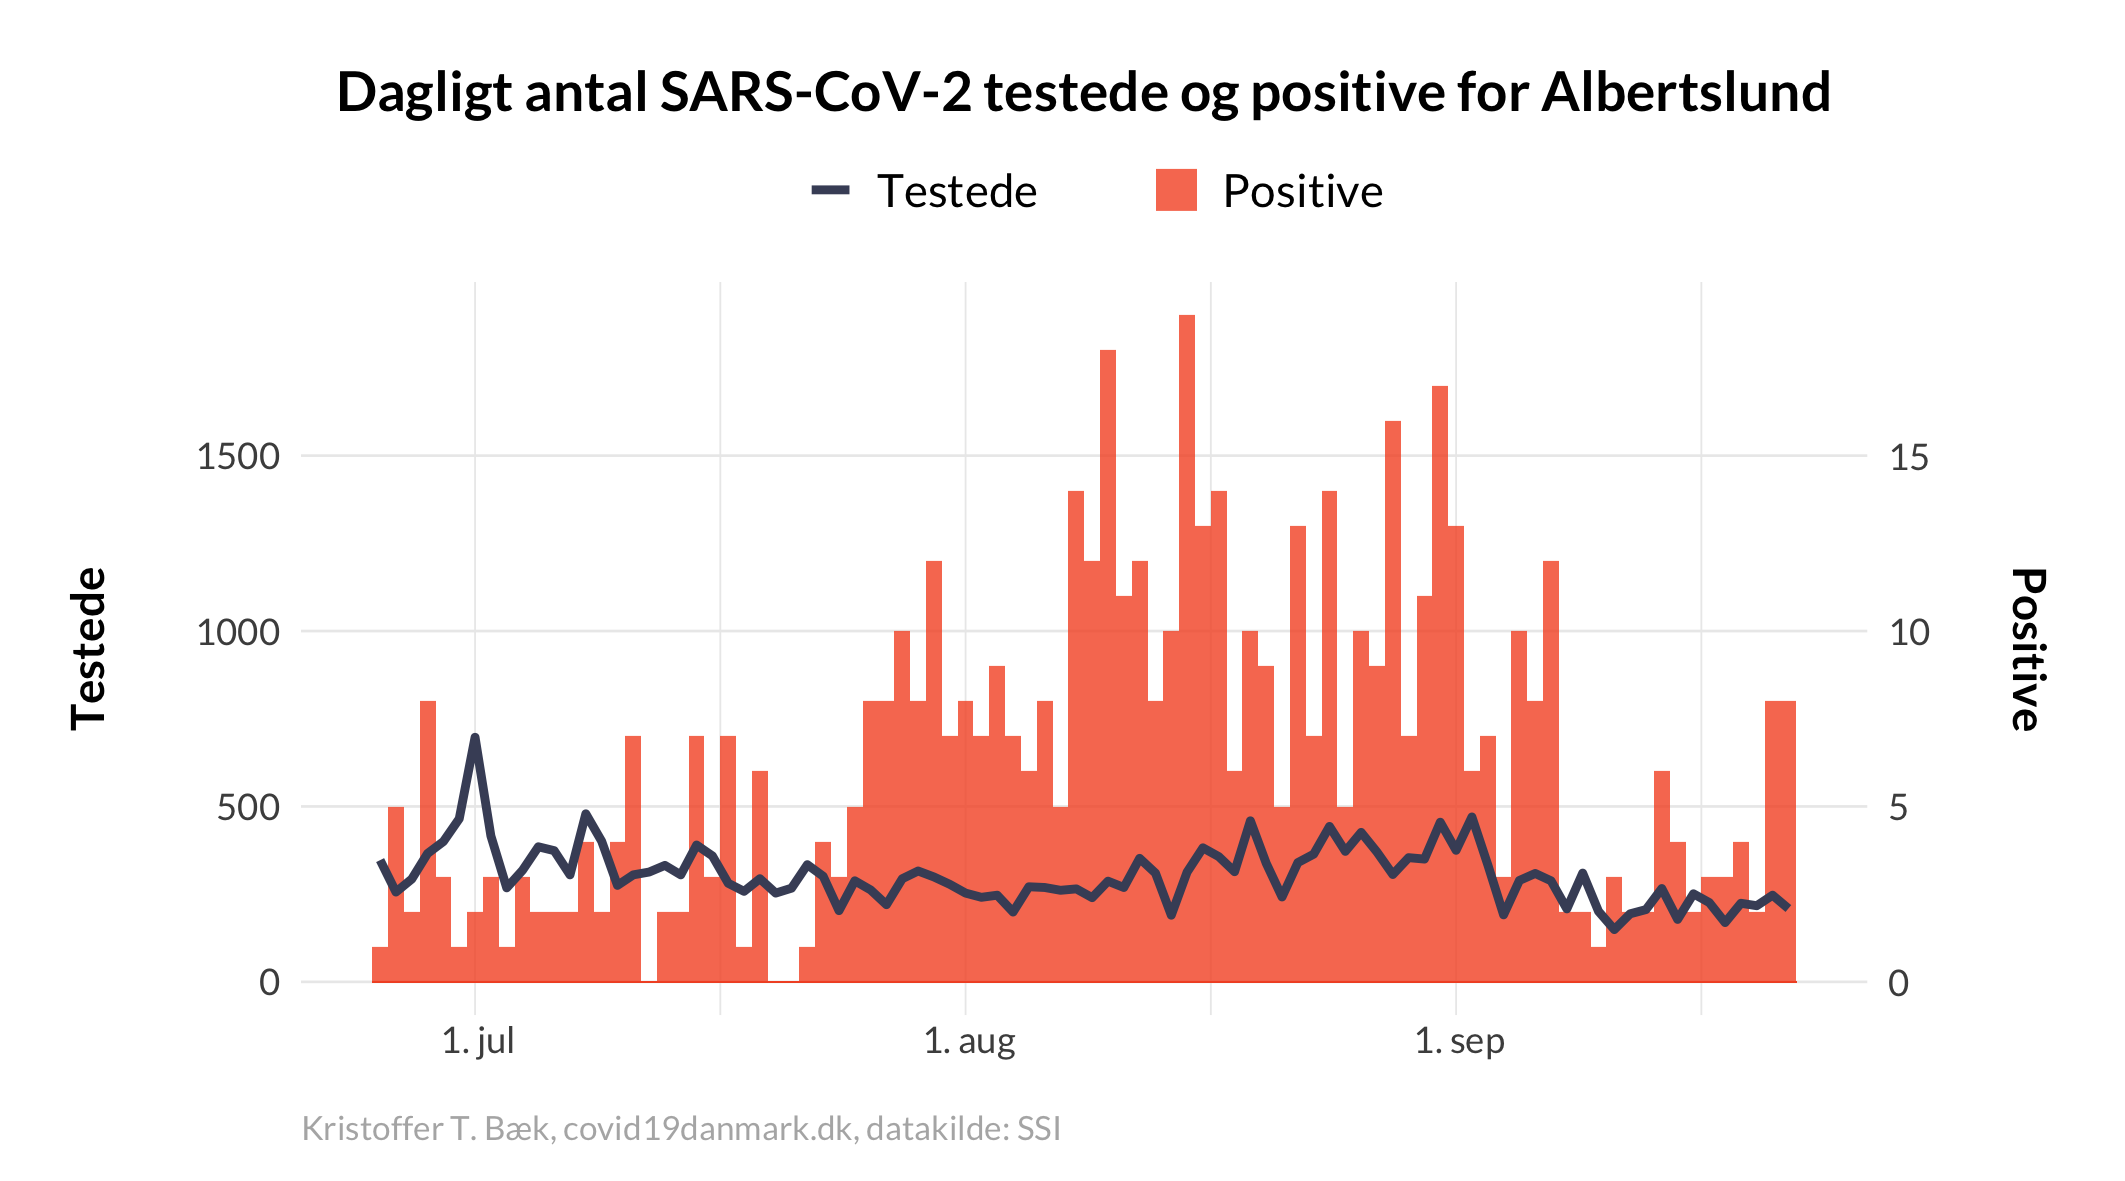 Dagligt antal SARS-CoV-2 testede og positive for Albertslund
Testede
Positive
1500
1000
500
0
15
10
5
0
Testede
Positive
1. jul
1. aug
1. sep
Kristoffer T. Bæk, covid19danmark.dk, datakilde: SSI